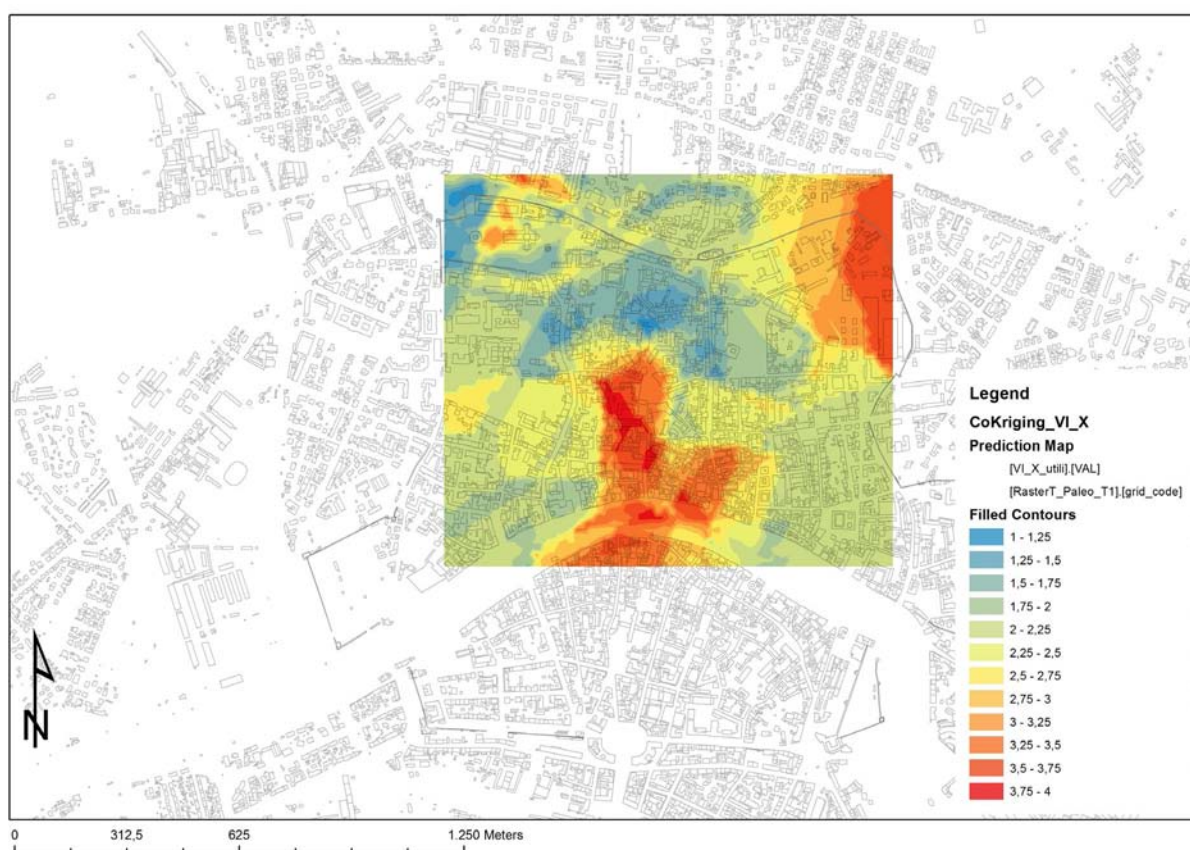 Legend
CoKriging_VI_X
Prediction Map
[VI_X_utili].[VAL]
[RasterT_Paleo_T1].[grid_code]
Filled Contours
1 - 1,25
1,25 - 1,5
1,5 - 1,75
1,75 - 2
2 - 2,25
2,25 - 2,5
2,5 - 2,75
2,75 - 3
3 - 3,25
3,25 - 3,5
3,5 - 3,75
3,75 - 4
N
0 312,5 625 1.250 Meters